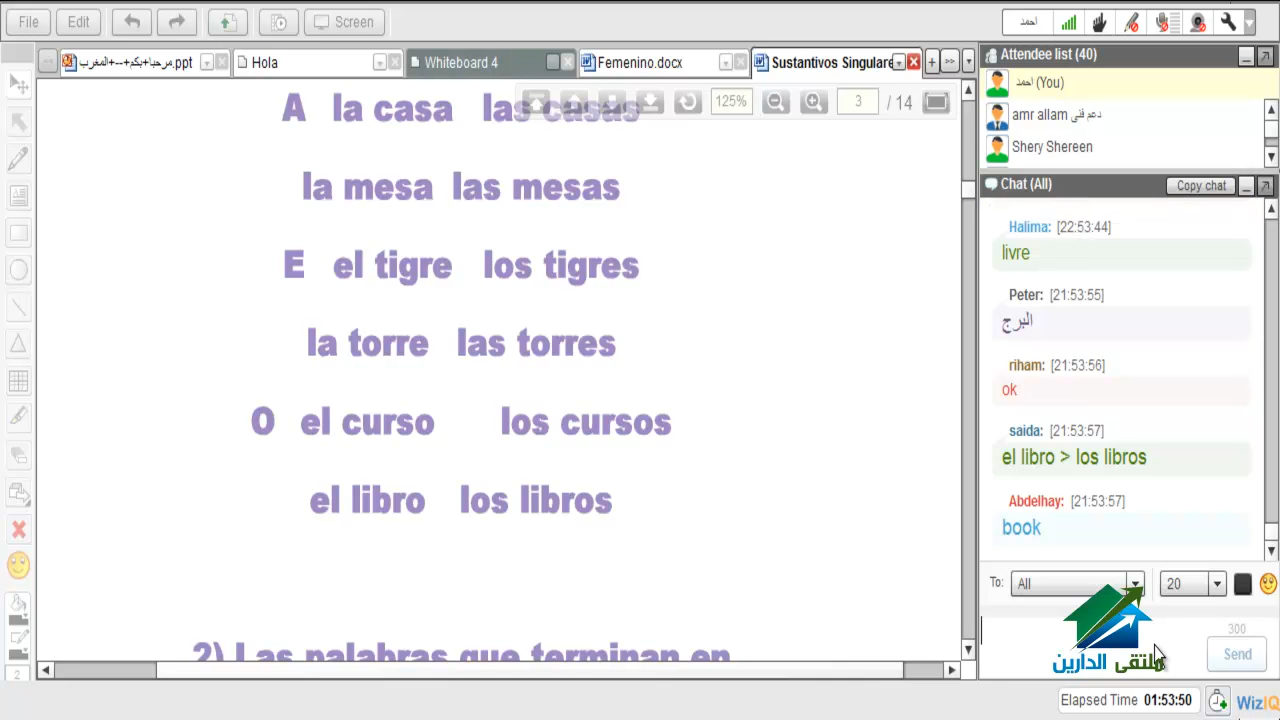 File Edit Screen احمد
مرحبا+بكم+--+المغرب.ppt Hola Whiteboard 4 Femenino.docx Sustantivos Singulare
Attendee list (40)
احمد (You)
amr allam دعم فنى
Shery Shereen
125% 3 / 14
A la casa las casas
la mesa las mesas
E el tigre los tigres
la torre las torres
O el curso los cursos
el libro los libros
2) Las palabras que terminan en
Chat (All) Copy chat
Halima: [22:53:44]
livre
Peter: [21:53:55]
البرج
riham: [21:53:56]
ok
saida: [21:53:57]
el libro > los libros
Abdelhay: [21:53:57]
book
To: All 20
300
Send
ملتقى الدارين
2
Elapsed Time 01:53:50 WizIQ